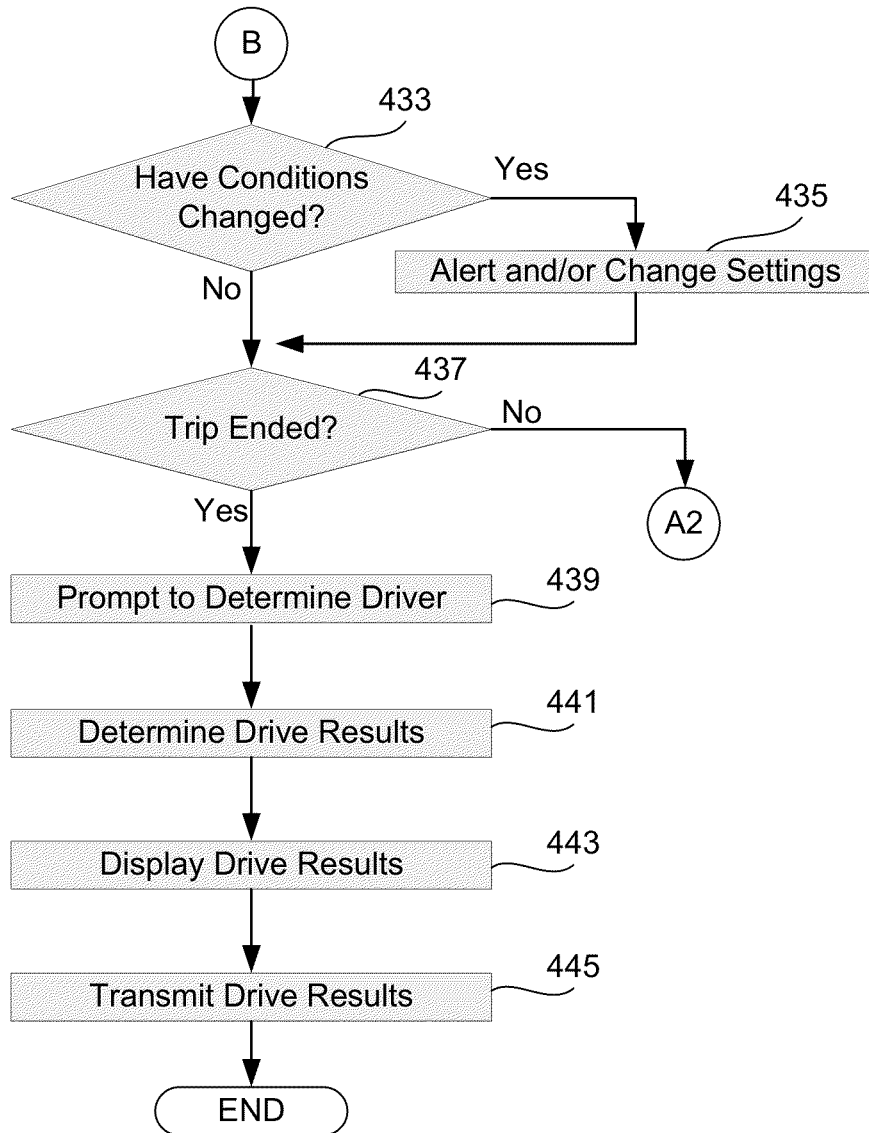 B
433
Have Conditions
Changed?
Yes
435
Alert and/or Change Settings
No
437
Trip Ended?
No
A2
Yes
Prompt to Determine Driver
439
Determine Drive Results
441
Display Drive Results
443
Transmit Drive Results
445
END